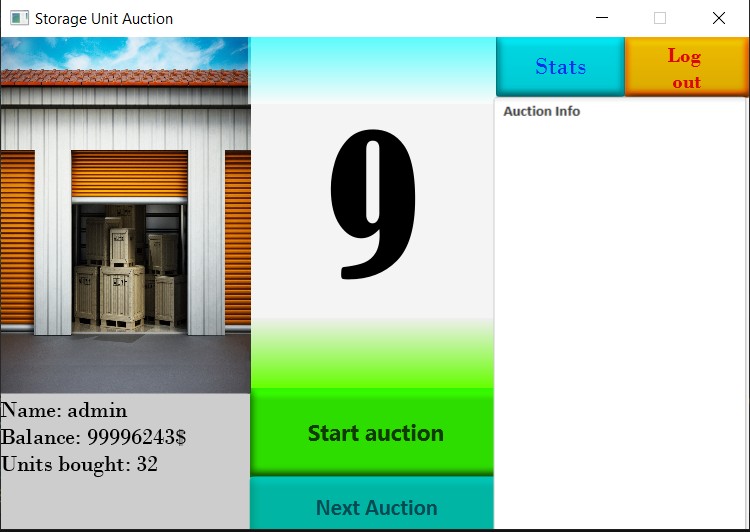 Storage Unit Auction
Stats
Log
out
Auction Info
9
Name: admin
Balance: 99996243$
Units bought: 32
Start auction
Next Auction